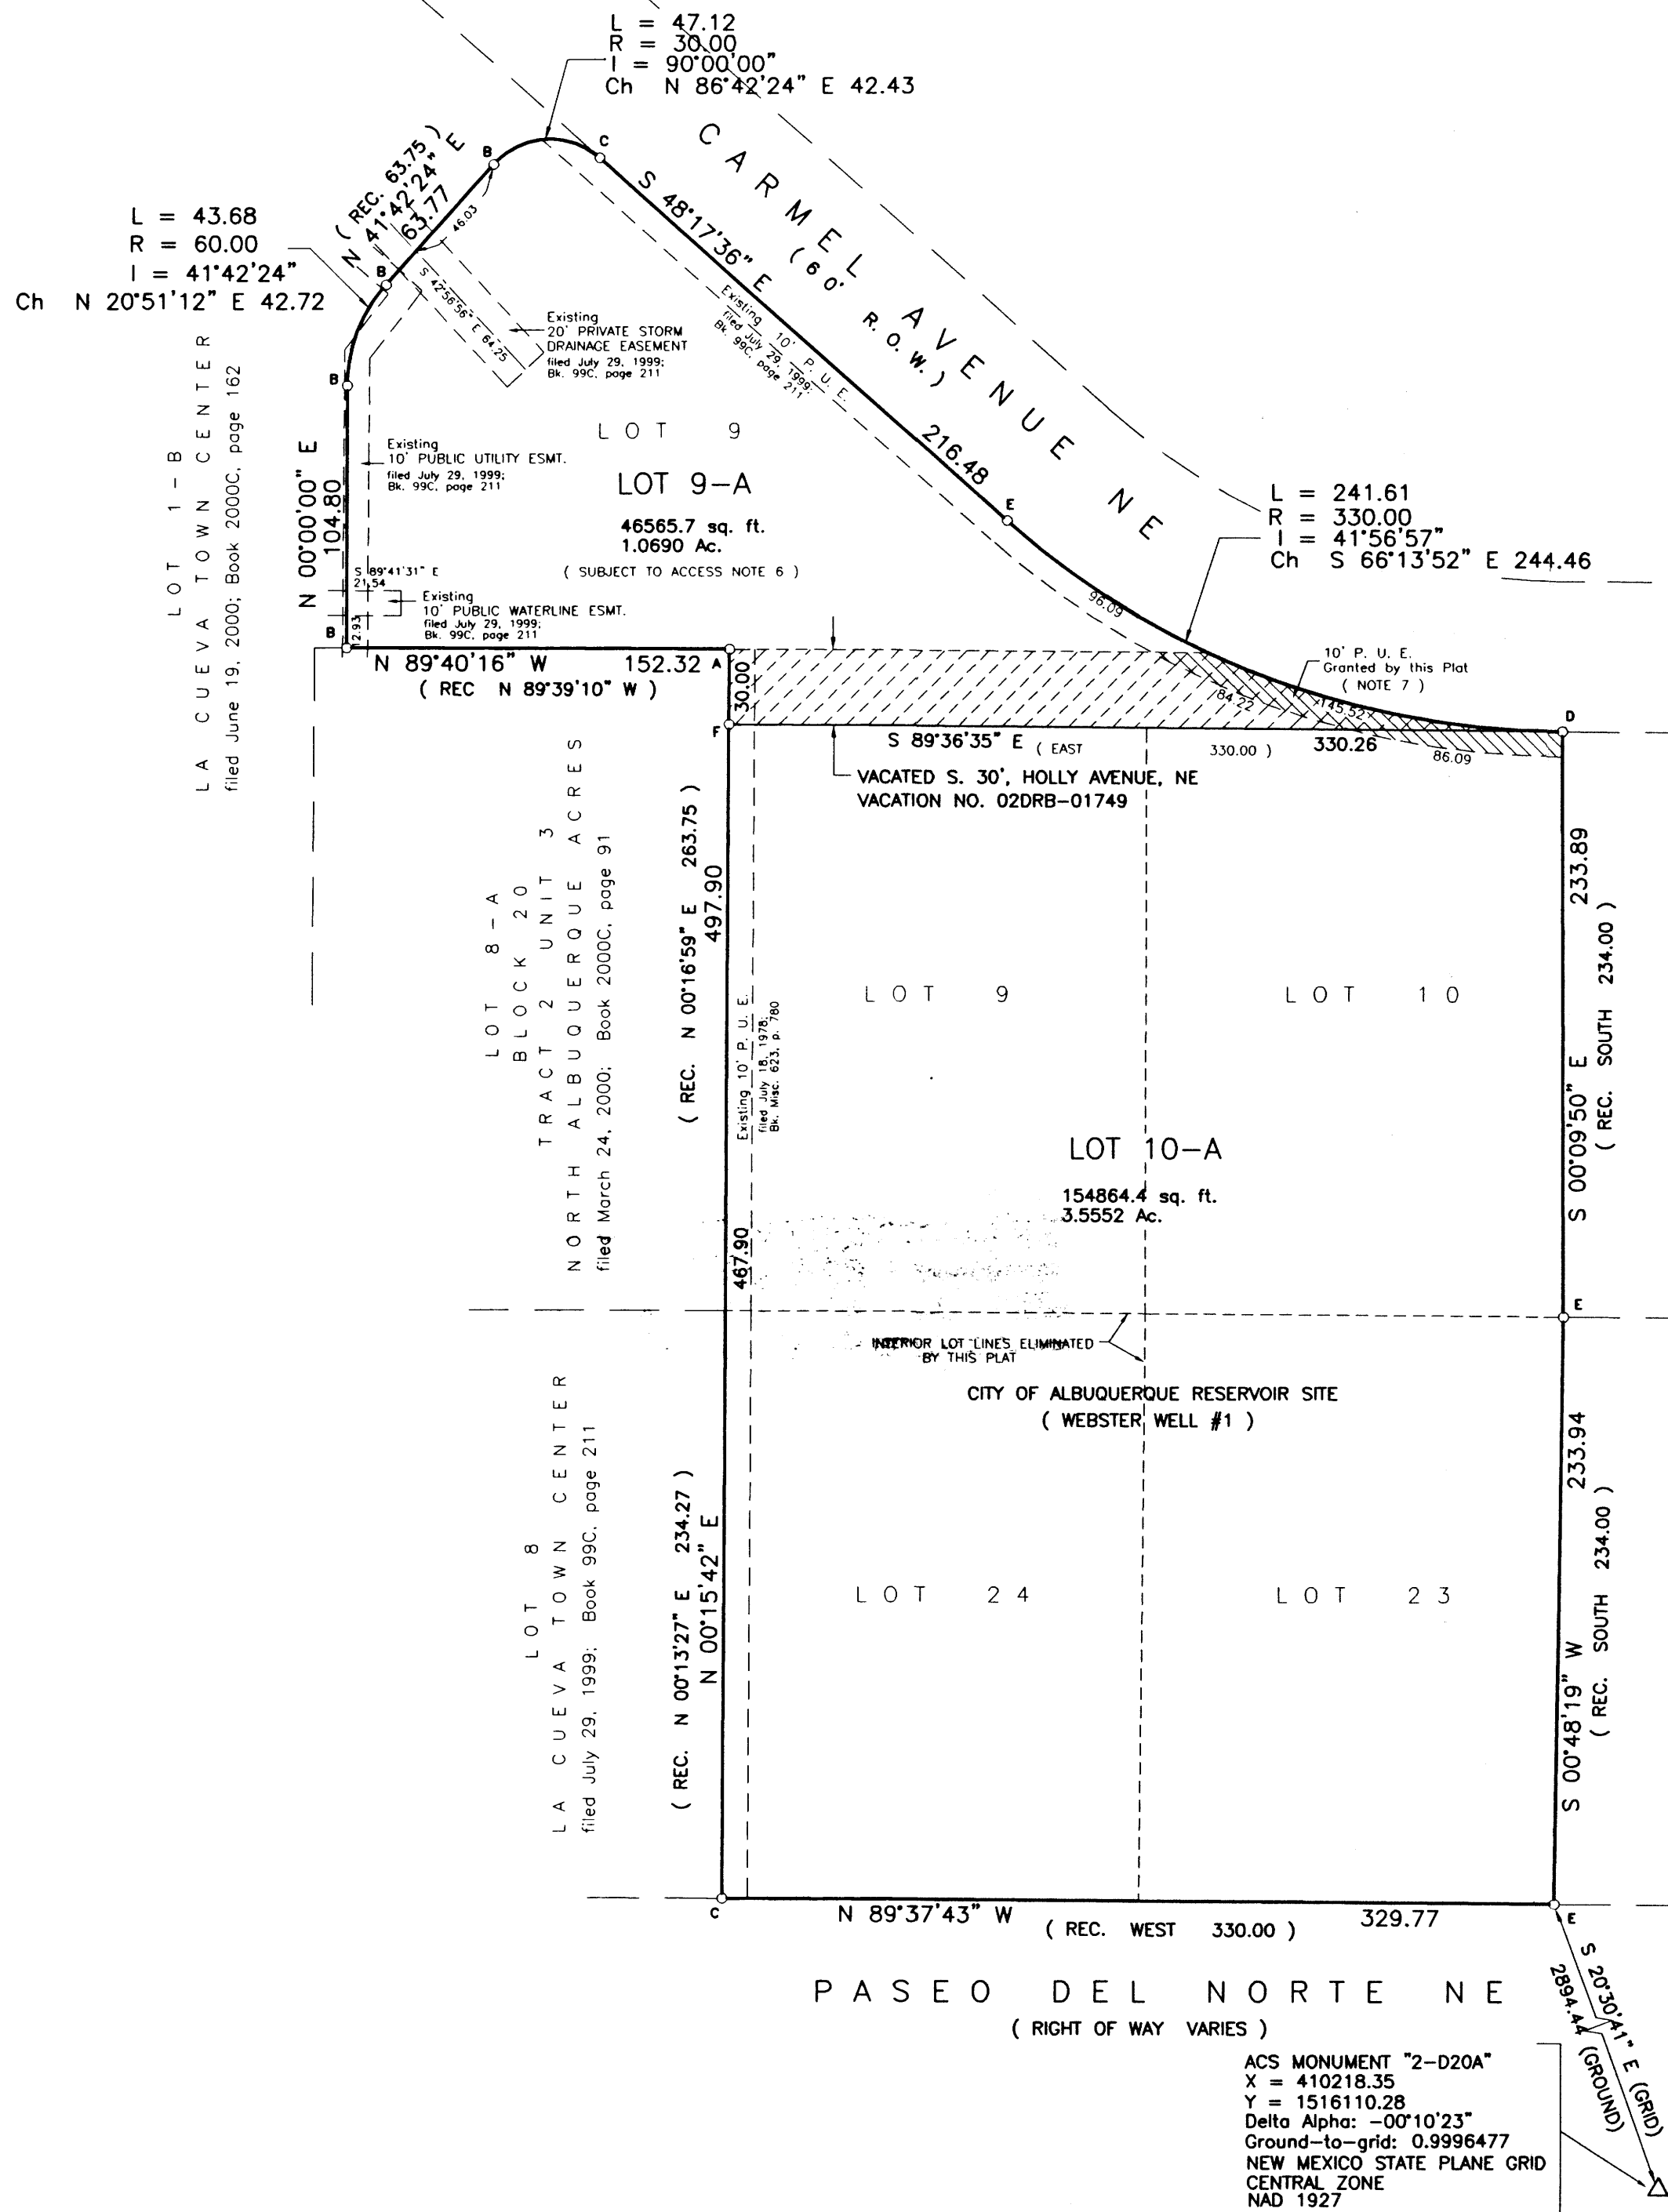 L = 47.12
R = 30.00
I = 90°00'00"
Ch N 86°42'24" E 42.43
C
B
( REC. 63.75 )
N 41°42'24" E
63.77
46.03
L = 43.68
R = 60.00
I = 41°42'24"
Ch N 20°51'12" E 42.72
B
S 42°56'56" E 64.25
Existing
20' PRIVATE STORM
DRAINAGE EASEMENT
filed July 29, 1999;
Bk. 99C, page 211
S 48°17'36" E
216.48
CARMEL AVENUE NE
( 60' R. O. W. )
Existing 10' P. U. E.
filed July 29, 1999;
Bk. 99C, page 211
B
LOT 1-B
LA CUEVA TOWN CENTER
filed June 19, 2000; Book 2000C, page 162
N 00°00'00" E
104.80
Existing
10' PUBLIC UTILITY ESMT.
filed July 29, 1999;
Bk. 99C, page 211
LOT 9
LOT 9-A
46565.7 sq. ft.
1.0690 Ac.
( SUBJECT TO ACCESS NOTE 6 )
E
L = 241.61
R = 330.00
I = 41°56'57"
Ch S 66°13'52" E 244.46
S 89°41'31" E
21.54
Existing
10' PUBLIC WATERLINE ESMT.
filed July 29, 1999;
Bk. 99C, page 211
12.93
B
96.09
N 89°40'16" W 152.32
( REC N 89°39'10" W )
A
30.00
F
10' P. U. E.
Granted by this Plat
( NOTE 7 )
84.22
145.52
D
S 89°36'35" E ( EAST 330.00 ) 330.26
86.09
VACATED S. 30', HOLLY AVENUE, NE
VACATION NO. 02DRB-01749
LOT 8-A
BLOCK 20
TRACT 2 UNIT 3
NORTH ALBUQUERQUE ACRES
filed March 24, 2000; Book 2000C, page 91
( REC. N 00°16'59" E 263.75 )
497.90
Existing 10' P. U. E.
filed July 18, 1978;
Bk. Misc. 623, p. 780
467.90
LOT 9
LOT 10
233.89
S 00°09'50" E
( REC. SOUTH 234.00 )
LOT 10-A
154864.4 sq. ft.
3.5552 Ac.
E
INTERIOR LOT LINES ELIMINATED
BY THIS PLAT
CITY OF ALBUQUERQUE RESERVOIR SITE
( WEBSTER WELL #1 )
LOT 8
LA CUEVA TOWN CENTER
filed July 29, 1999; Book 99C, page 211
( REC. N 00°13'27" E 234.27 )
N 00°15'42" E
LOT 24
LOT 23
233.94
S 00°48'19" W
( REC. SOUTH 234.00 )
C
N 89°37'43" W ( REC. WEST 330.00 ) 329.77
E
PASEO DEL NORTE NE
( RIGHT OF WAY VARIES )
S 20°30'41" E (GRID)
2894.44 (GROUND)
ACS MONUMENT "2-D20A"
X = 410218.35
Y = 1516110.28
Delta Alpha: -00°10'23"
Ground-to-grid: 0.9996477
NEW MEXICO STATE PLANE GRID
CENTRAL ZONE
NAD 1927